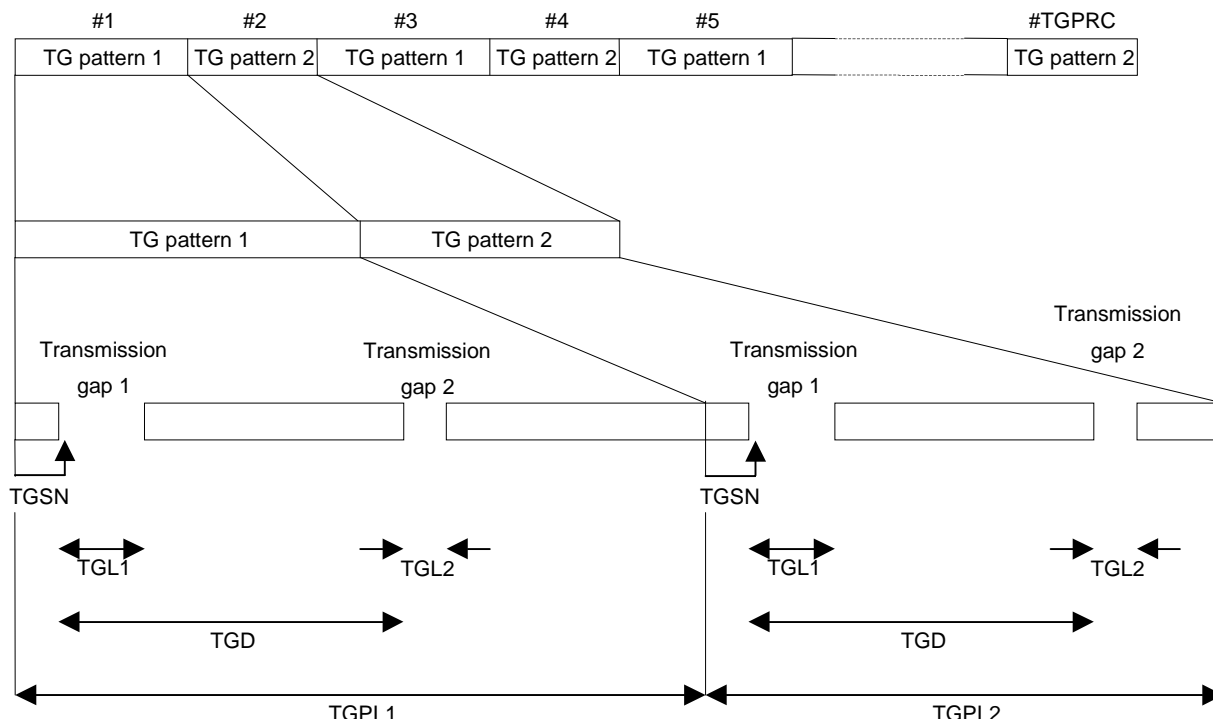 #1 #2 #3 #4 #5 #TGPRC
TG pattern 1 TG pattern 2 TG pattern 1 TG pattern 2 TG pattern 1 TG pattern 2
TG pattern 1 TG pattern 2
Transmission
gap 1
Transmission
gap 2
Transmission
gap 1
Transmission
gap 2
TGSN TGSN
TGL1 TGL2 TGL1 TGL2
TGD TGD
TGPL1 TGPL2